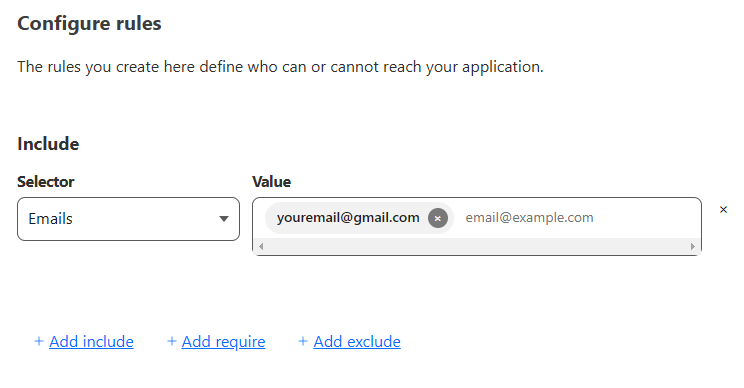 Configure rules
The rules you create here define who can or cannot reach your application.
Include
Selector Value
Emails youremail@gmail.com × email@example.com ×
+ Add include + Add require + Add exclude